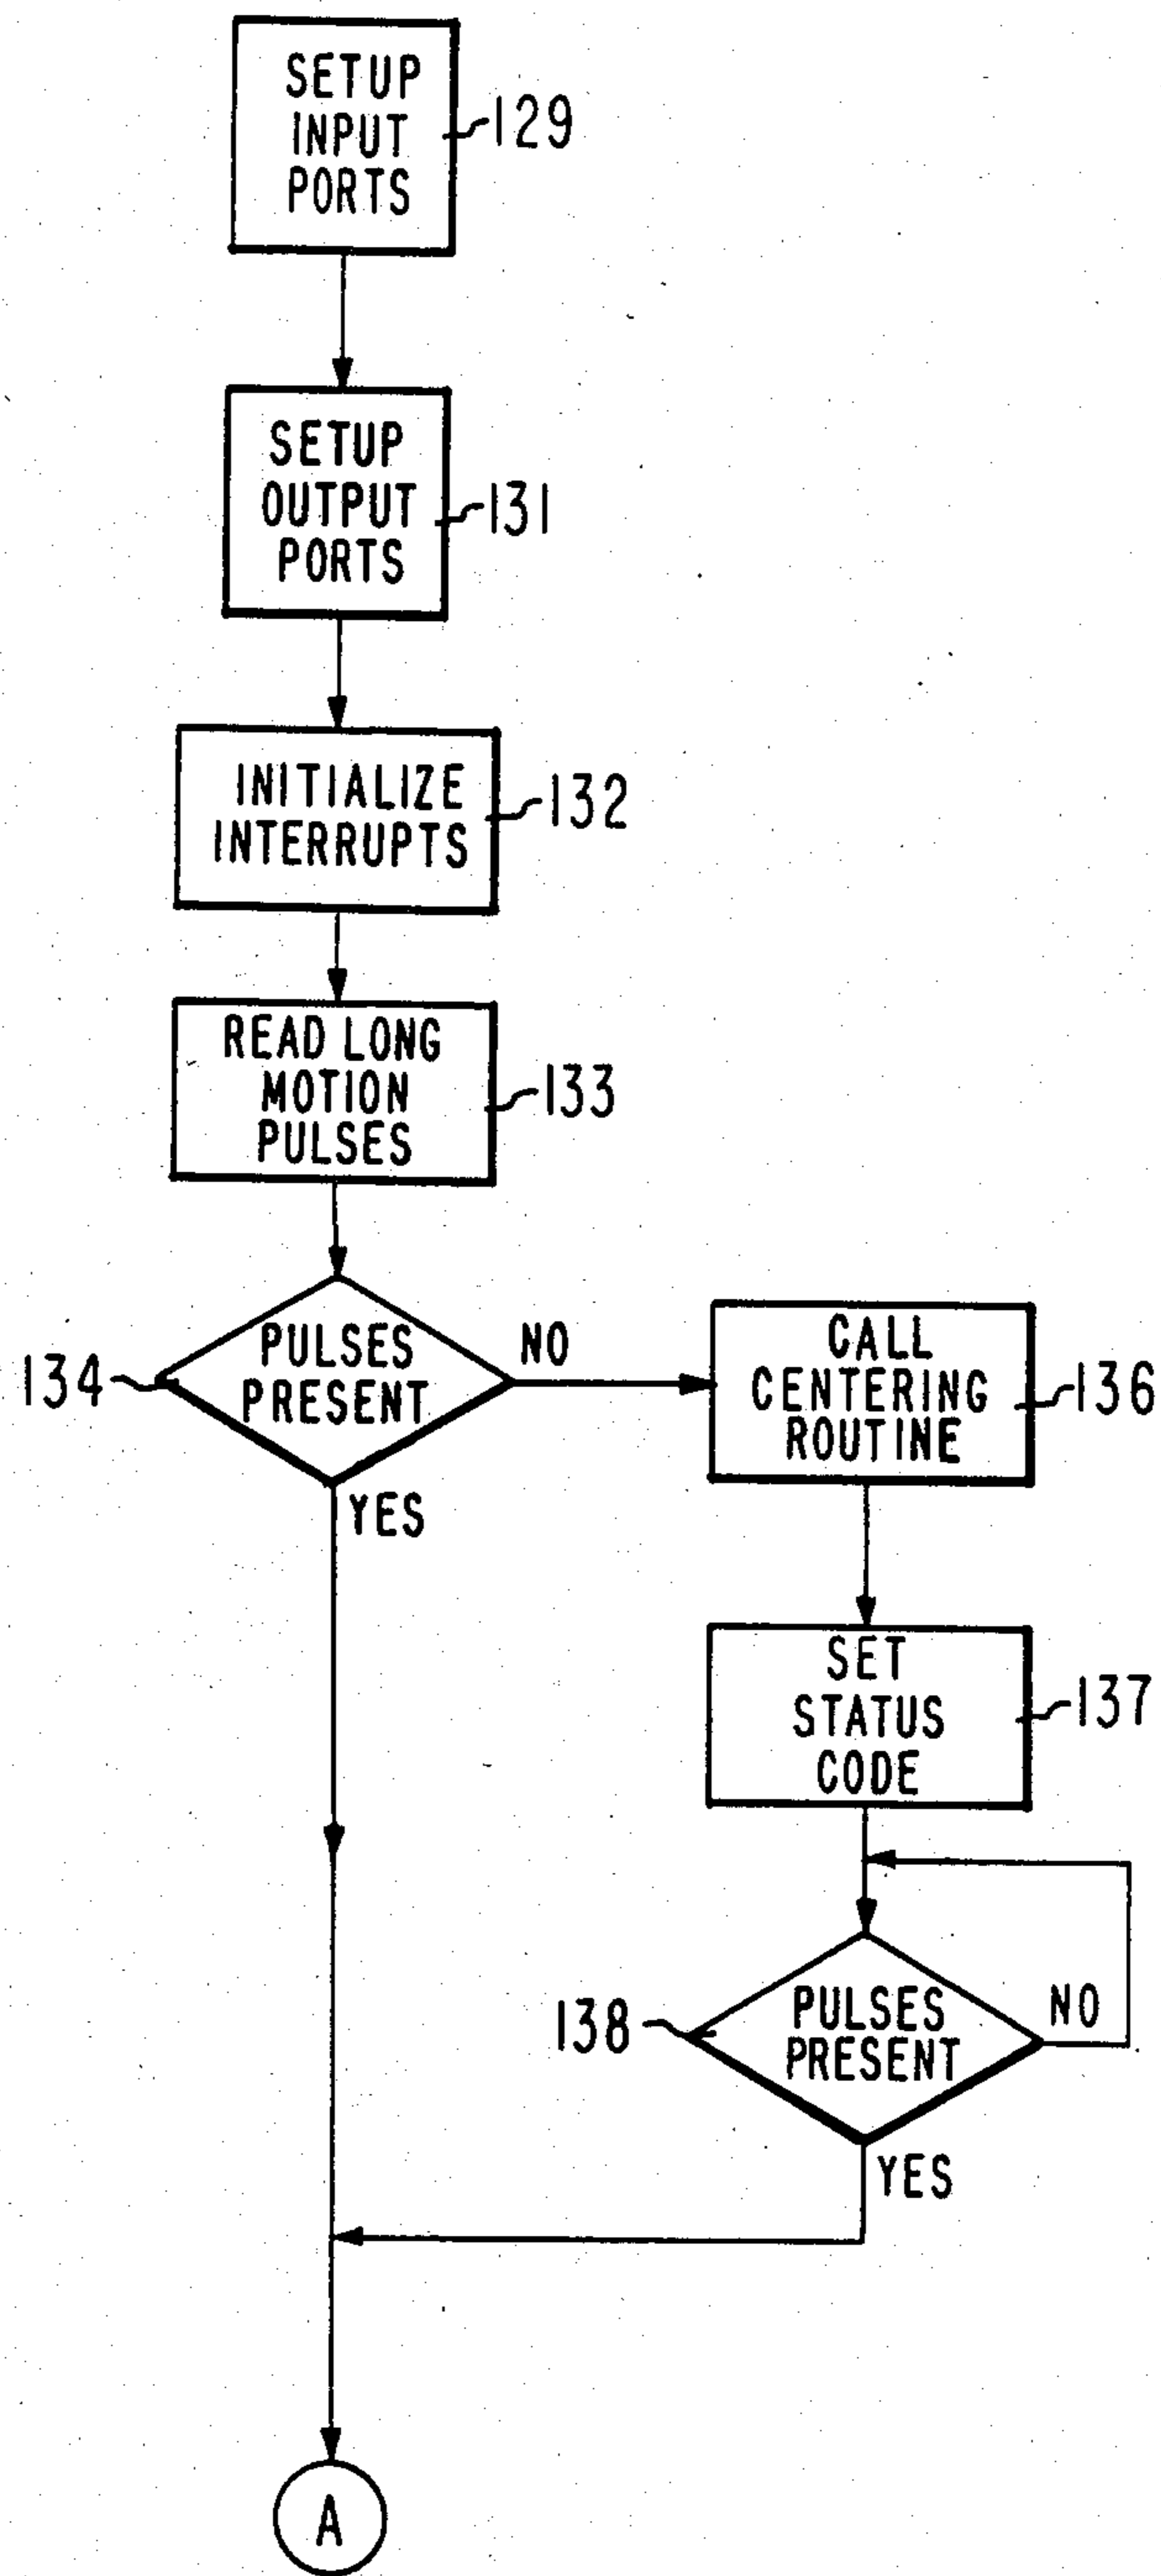 SETUP
INPUT
PORTS
129
SETUP
OUTPUT
PORTS
131
INITIALIZE
INTERRUPTS
132
READ LONG
MOTION
PULSES
133
134
PULSES
PRESENT
NO
YES
CALL
CENTERING
ROUTINE
136
SET
STATUS
CODE
137
138
PULSES
PRESENT
NO
YES
A